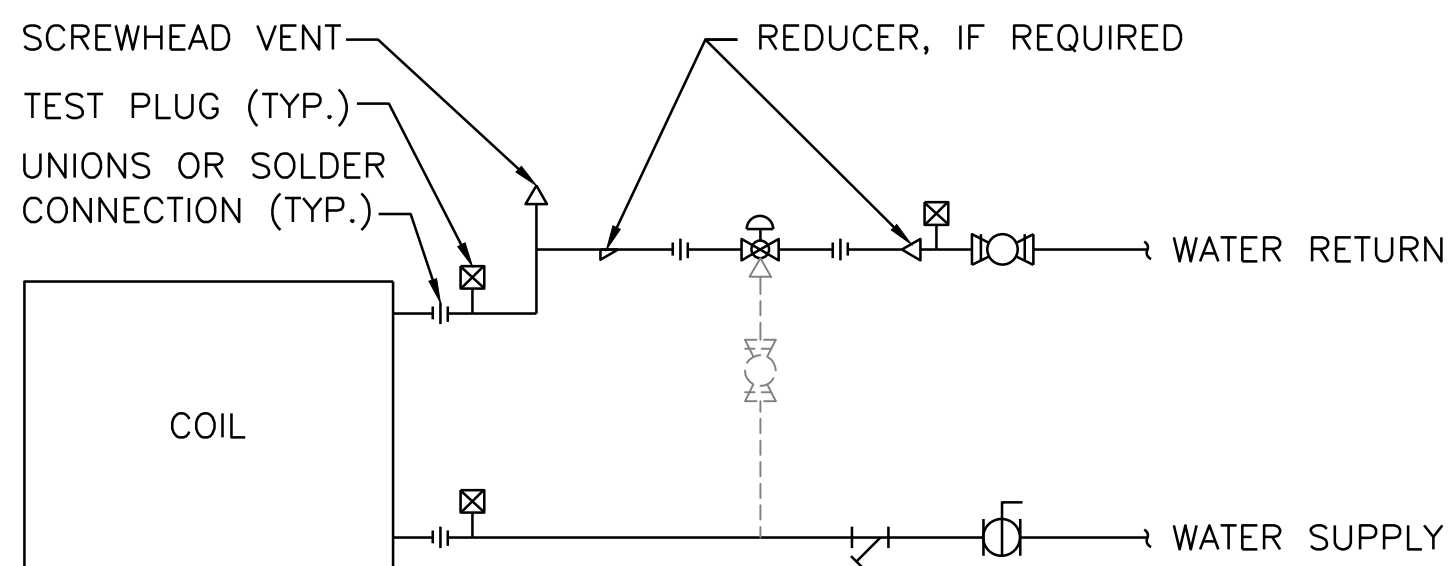 SCREWHEAD VENT
REDUCER, IF REQUIRED
TEST PLUG (TYP.)
UNIONS OR SOLDER
CONNECTION (TYP.)
WATER RETURN
COIL
WATER SUPPLY